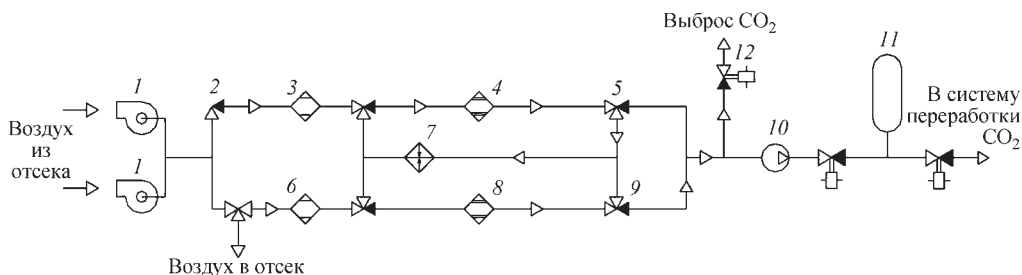 Выброс CO2
12
11
1
2
3
4
5
В систему
переработки
CO2
Воздух
из
отсека
7
10
1
6
8
9
Воздух в отсек